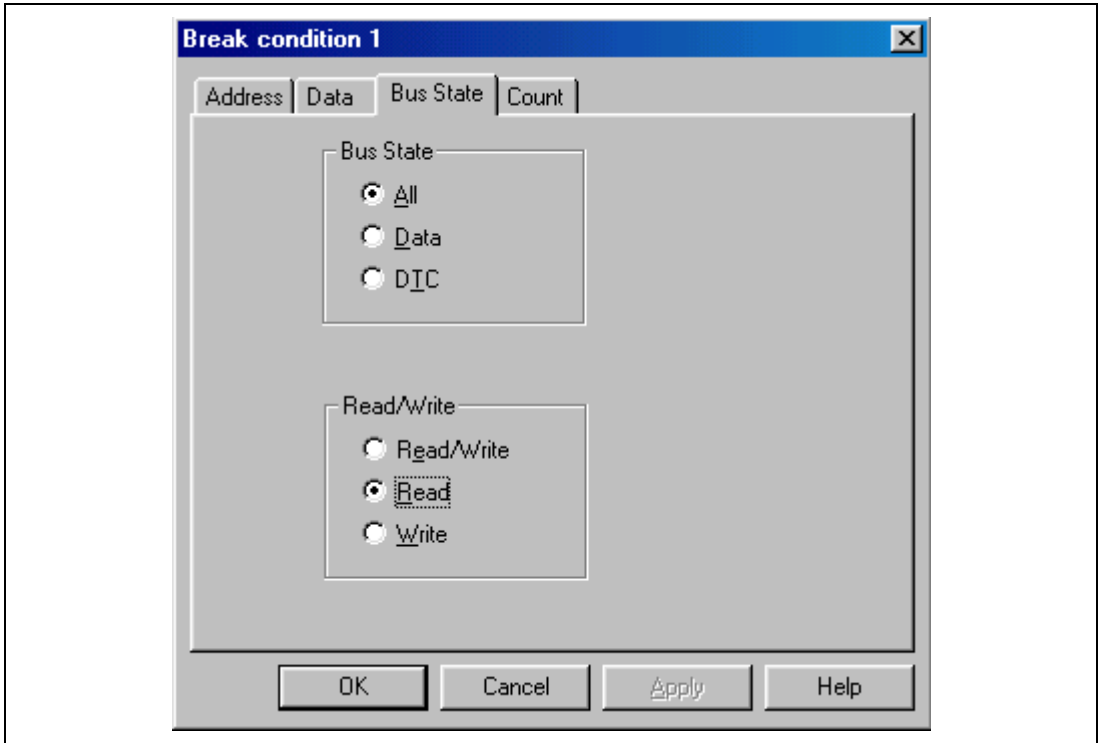 Break condition 1
Address Data Bus State Count
Bus State
All
Data
DTC
Read/Write
Read/Write
Read
Write
OK Cancel Apply Help